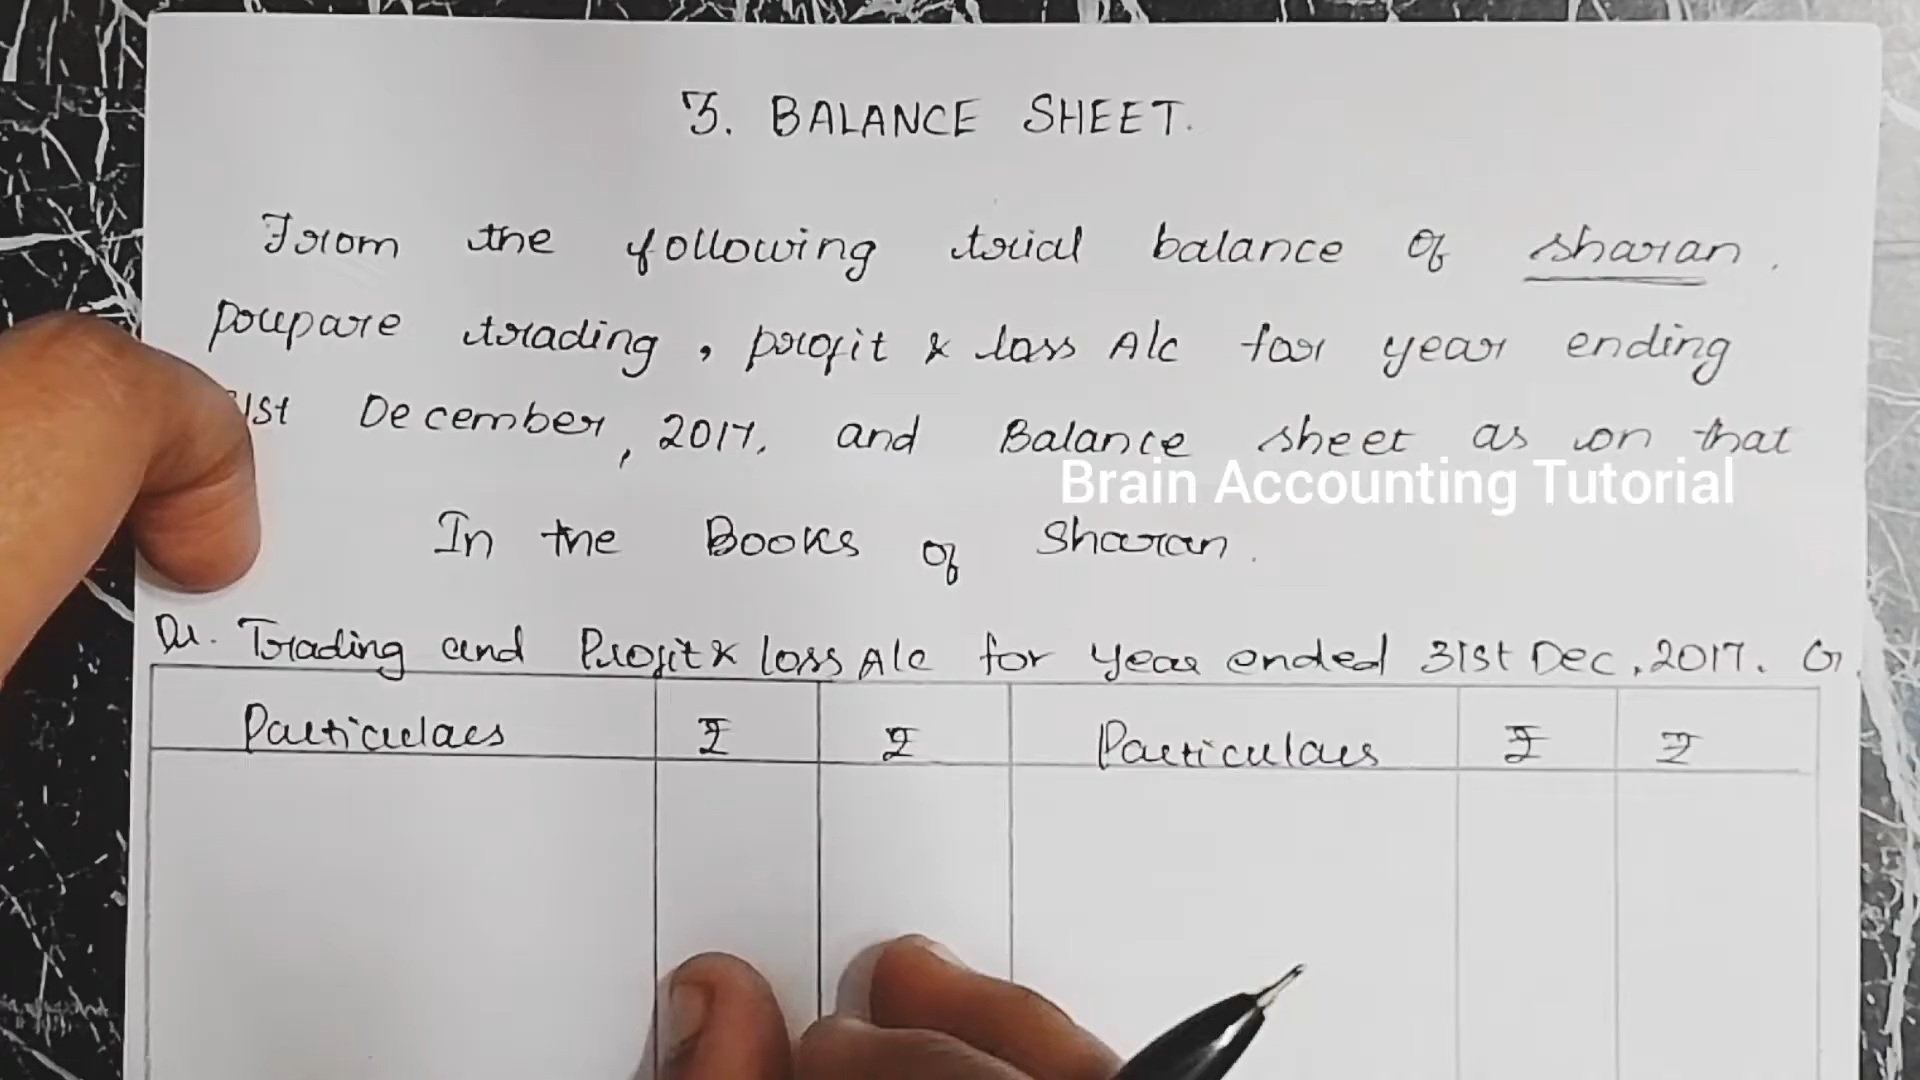 3. BALANCE SHEET.
From the following trial balance of sharan.
prepare trading, profit & loss A/c for year ending
31st December, 2017. and Balance sheet as on that
Brain Accounting Tutorial
In the Books of Sharan.
Dr. Trading and Profit & loss A/c for year ended 31st Dec, 2017. Cr.
Particulars ₹ ₹ Particulars ₹ ₹